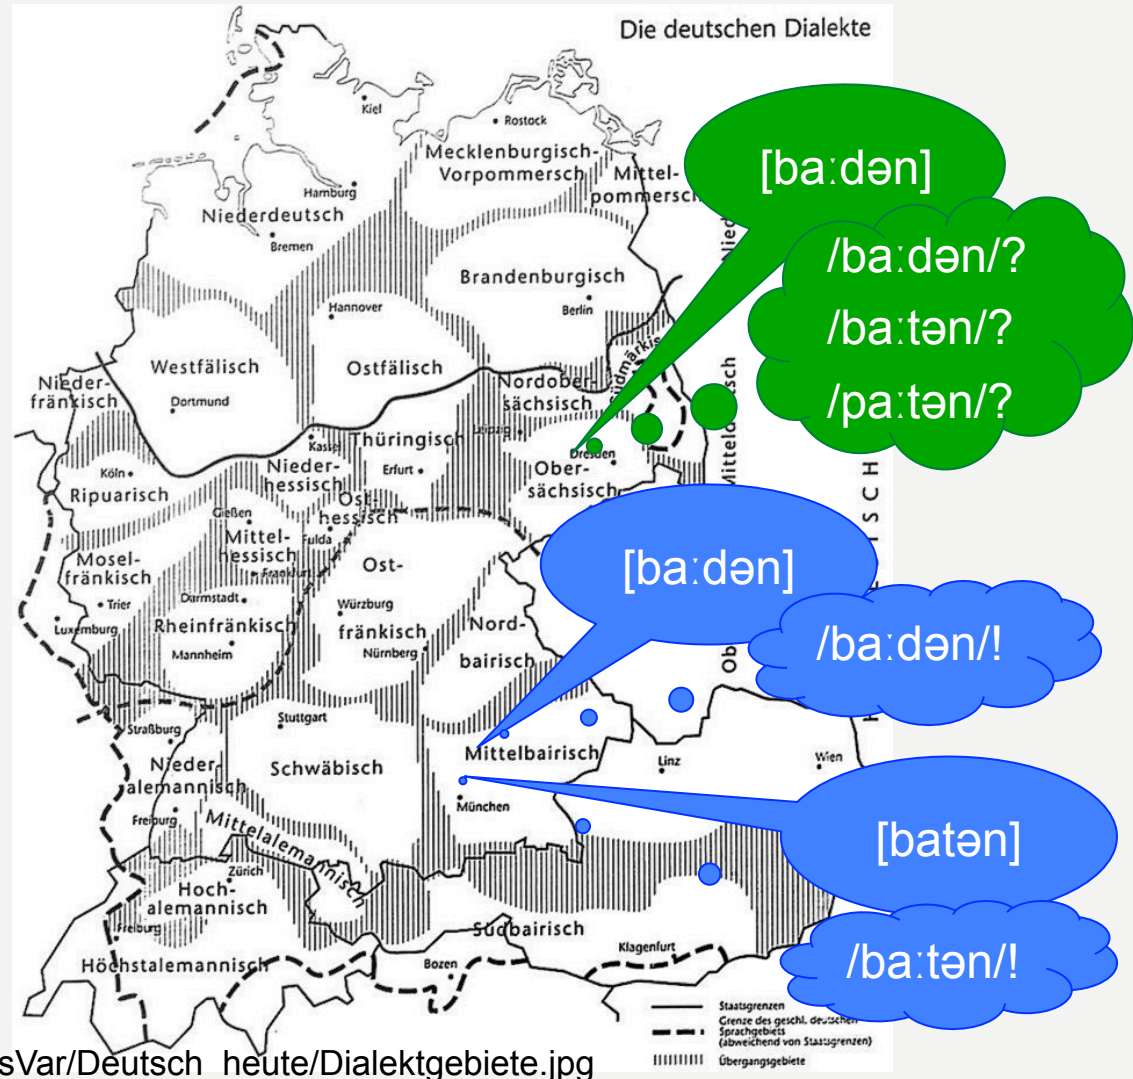 Die deutschen Dialekte
Kiel
Rostock
Mecklenburgisch-
Vorpommersch
Mittel-
pommersch
Hamburg
Niederdeutsch
Bremen
[baːdən]
/baːdən/?
/baːtən/?
/paːtən/?
Brandenburgisch
Berlin
Hannover
Westfälisch
Ostfälisch
Dortmund
Nieder-
fränkisch
Nordober-
sächsisch
Leipzig
Kassel
Thüringisch
Erfurt
Dresden
Ober-
sächsisch
Köln
Ripuarisch
Nieder-
hessisch
Ost-
hessisch
Gießen
Mittel-
hessisch
Fulda
Frankfurt
Mosel-
fränkisch
Trier
Luxemburg
Darmstadt
Rheinfränkisch
Mannheim
Ost-
fränkisch
Würzburg
Nürnberg
Nord-
bairisch
[baːdən]
/baːdən/!
Straßburg
Stuttgart
Schwäbisch
Mittelbairisch
München
Linz
Wien
Nieder-
alemannisch
Freiburg
Mittelalemannisch
[batən]
/baːtən/!
Zürich
Hoch-
alemannisch
Freiburg
Höchstalemannisch
Südbairisch
Bozen
Klagenfurt
Staatsgrenzen
Grenze des geschl. deutschen
Sprachgebiets
(abweichend von Staatsgrenzen)
Übergangsgebiete
sVar/Deutsch_heute/Dialektgebiete.jpg